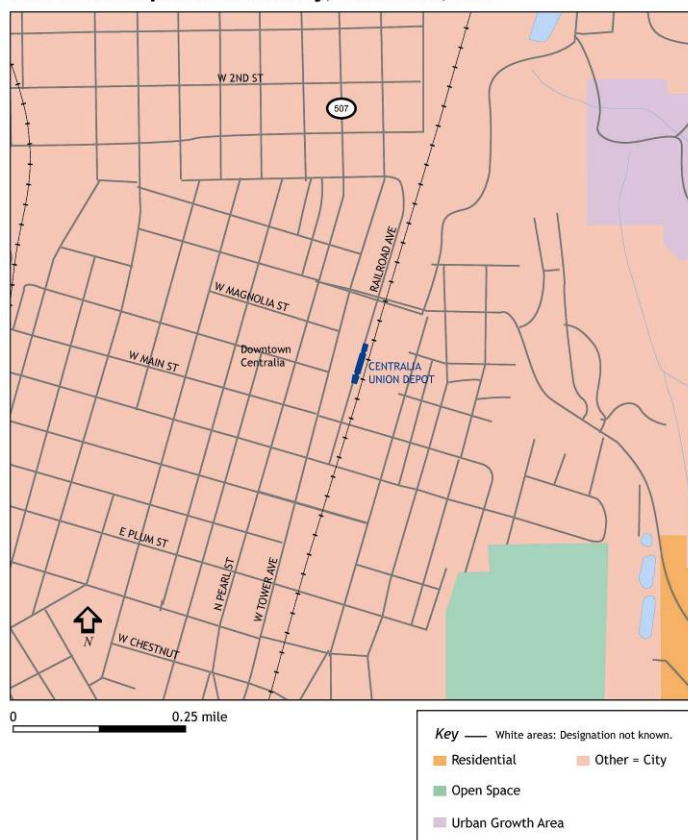 W 2ND ST
507
RAILROAD AVE
W MAGNOLIA ST
W MAIN ST
Downtown
Centralia
CENTRALIA
UNION DEPOT
E PLUM ST
N PEARL ST
W TOWER AVE
N
W CHESTNUT
0 0.25 mile
Key White areas: Designation not known.
Residential Other = City
Open Space
Urban Growth Area